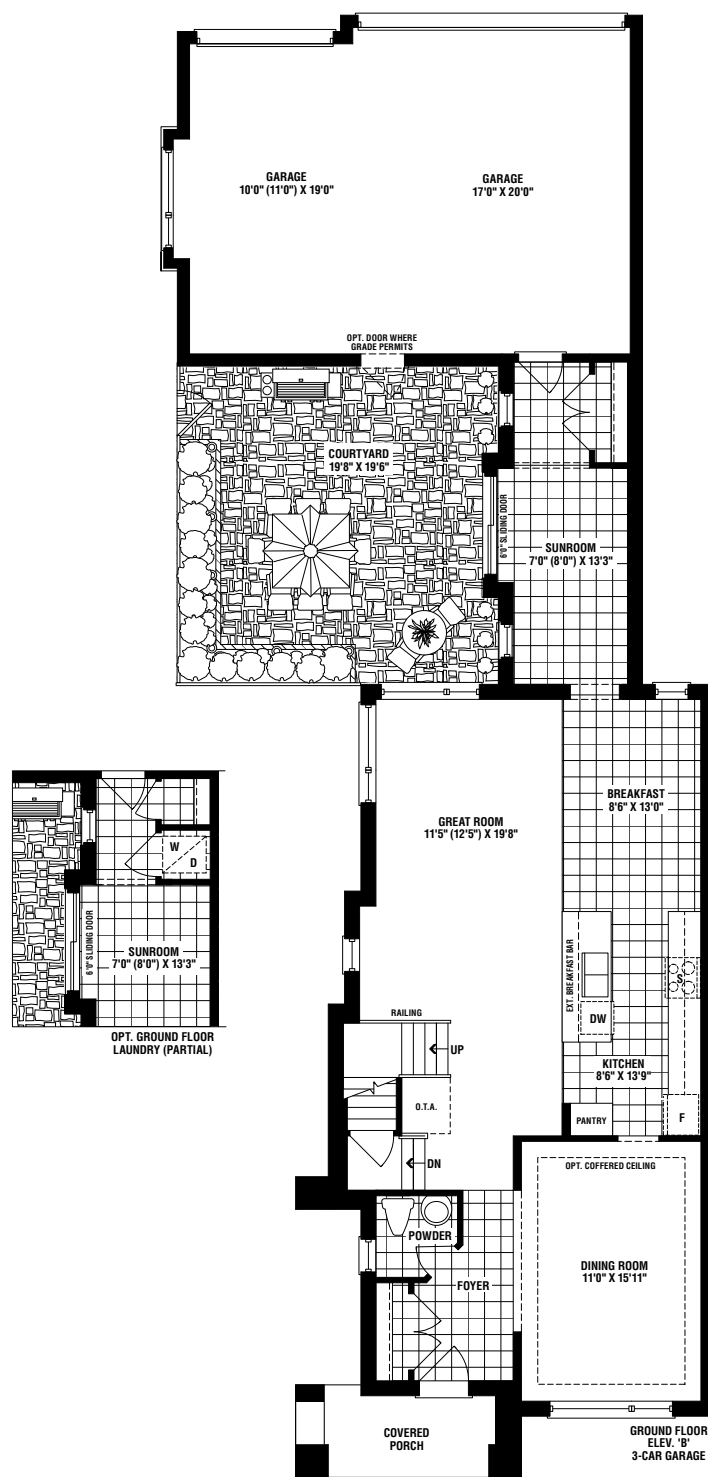 GARAGE
10'0" (11'0") X 19'0"
GARAGE
17'0" X 20'0"
OPT. DOOR WHERE
GRADE PERMITS
COURTYARD
19'8" X 19'6"
6'0" SLIDING DOOR
SUNROOM
7'0" (8'0") X 13'3"
BREAKFAST
8'6" X 13'0"
GREAT ROOM
11'5" (12'5") X 19'8"
W
D
6'0" SLIDING DOOR
SUNROOM
7'0" (8'0") X 13'3"
OPT. GROUND FLOOR
LAUNDRY (PARTIAL)
EXT. BREAKFAST BAR
S
DW
RAILING
UP
KITCHEN
8'6" X 13'9"
O.T.A.
PANTRY
F
DN
OPT. COFFERED CEILING
POWDER
DINING ROOM
11'0" X 15'11"
FOYER
COVERED
PORCH
GROUND FLOOR
ELEV. 'B'
3-CAR GARAGE